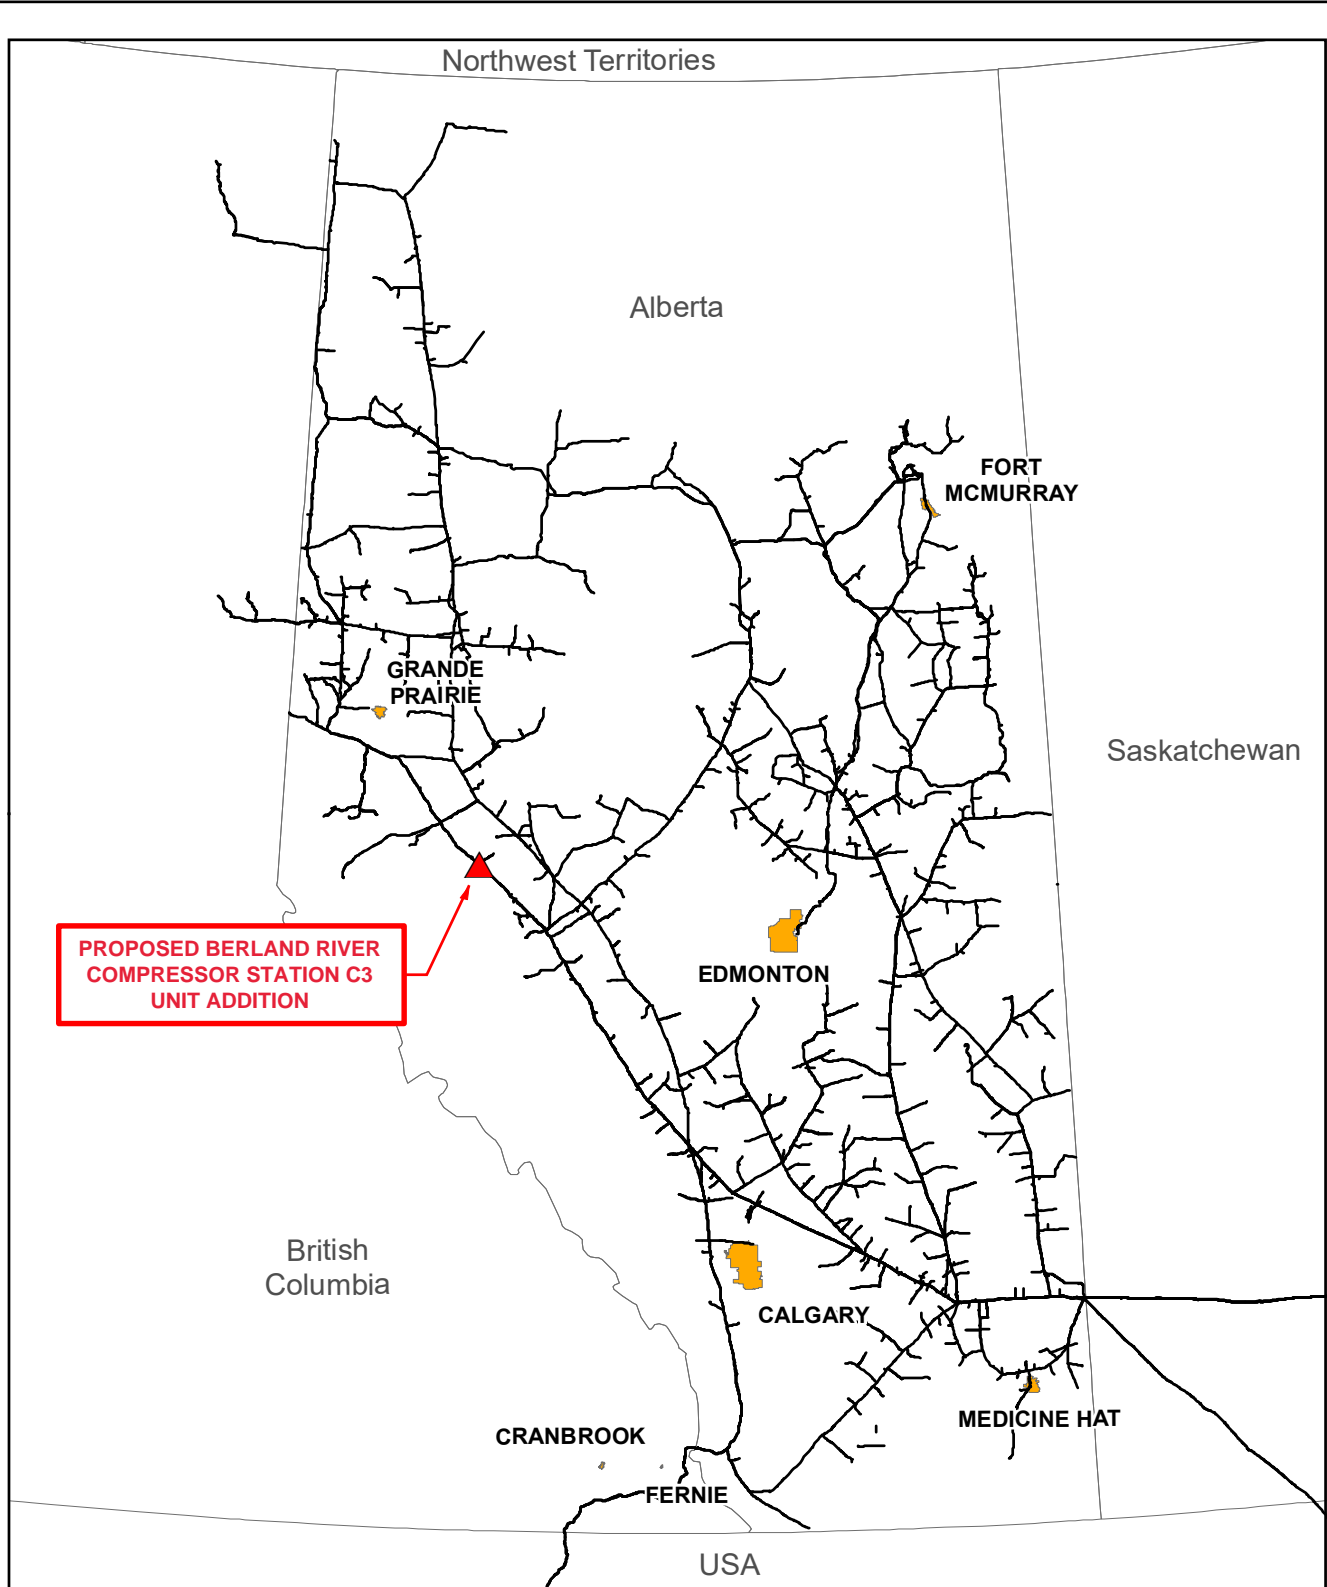 Northwest Territories
Alberta
FORT
MCMURRAY
GRANDE
PRAIRIE
Saskatchewan
PROPOSED BERLAND RIVER
COMPRESSOR STATION C3
UNIT ADDITION
EDMONTON
British
Columbia
CALGARY
MEDICINE HAT
CRANBROOK
FERNIE
USA